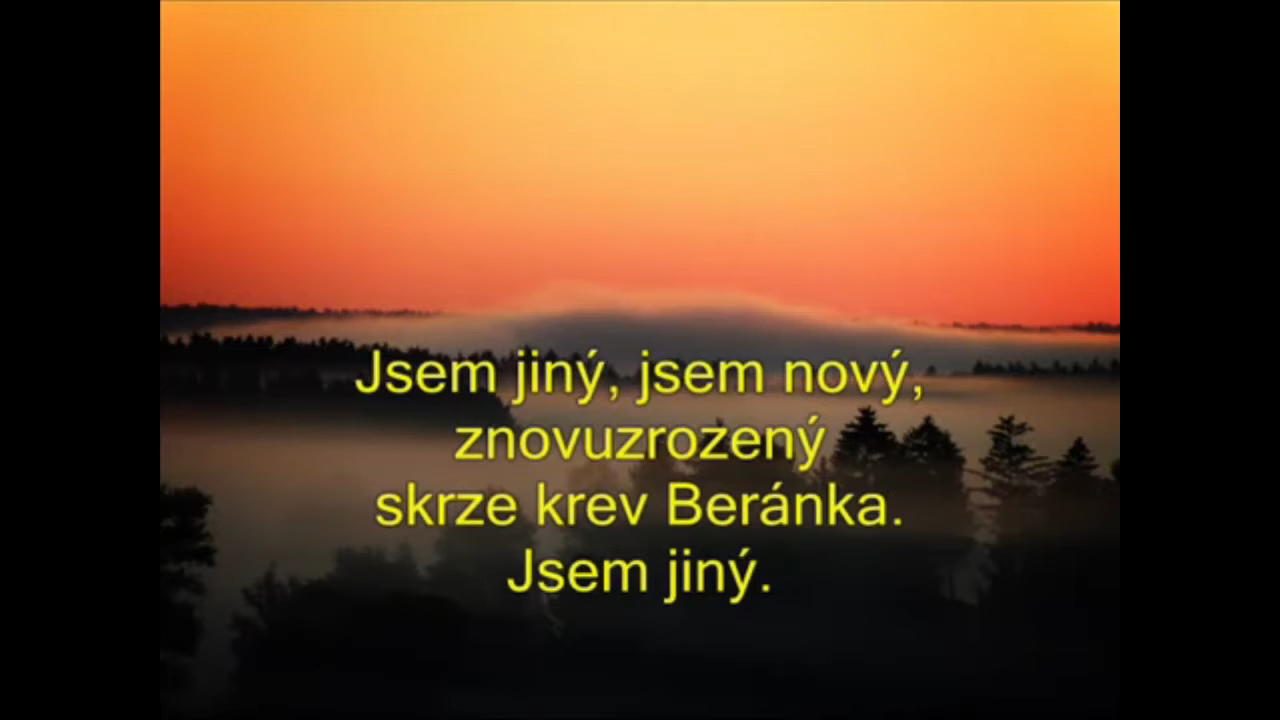 Jsem jiný, jsem nový,
znovuzrozený
skrze krev Beránka.
Jsem jiný.